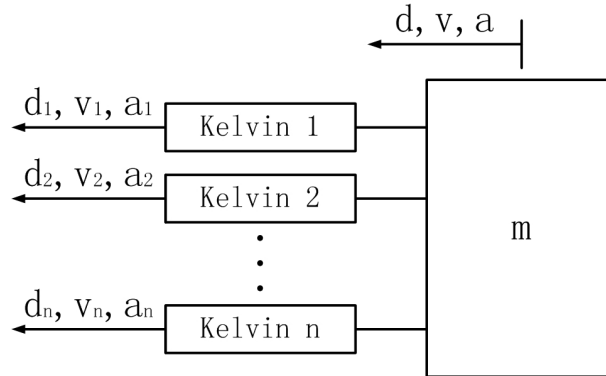 d, v, a
d₁, v₁, a₁
Kelvin 1
d₂, v₂, a₂
Kelvin 2
m
dₙ, vₙ, aₙ
Kelvin n